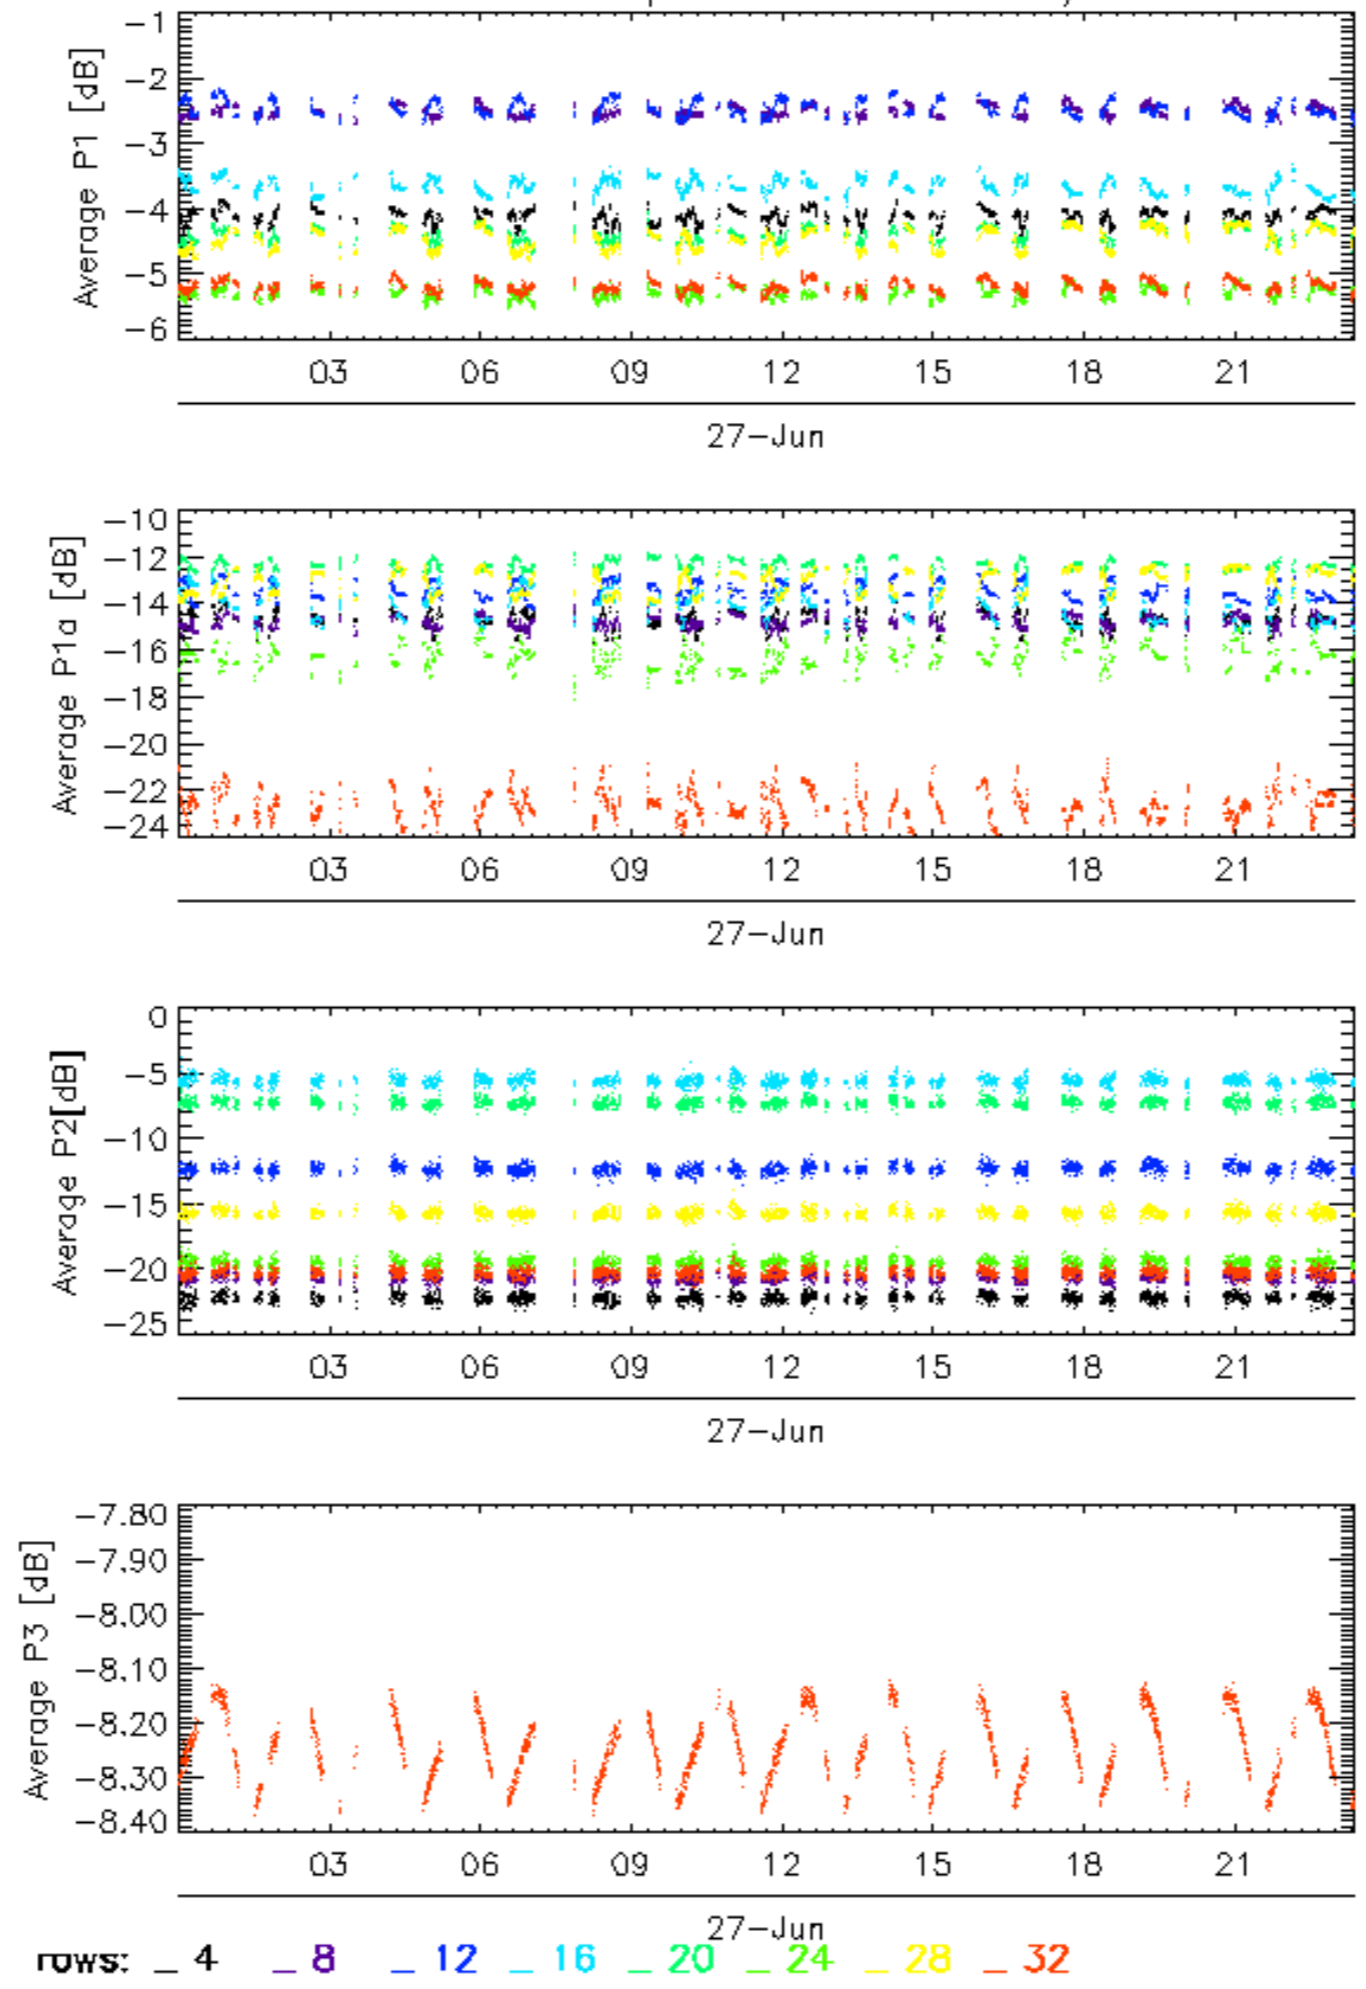 −1
−2
−3
−4
−5
−6
Average P1 [dB]
03 06 09 12 15 18 21
27−Jun
−10
−12
−14
−16
−18
−20
−22
−24
Average P1a [dB]
03 06 09 12 15 18 21
27−Jun
0
−5
−10
−15
−20
−25
Average P2[dB]
03 06 09 12 15 18 21
27−Jun
−7.80
−7.90
−8.00
−8.10
−8.20
−8.30
−8.40
Average P3 [dB]
03 06 09 12 15 18 21
27−Jun
rows: _ 4 _ 8 _ 12 _ 16 _ 20 _ 24 _ 28 _ 32